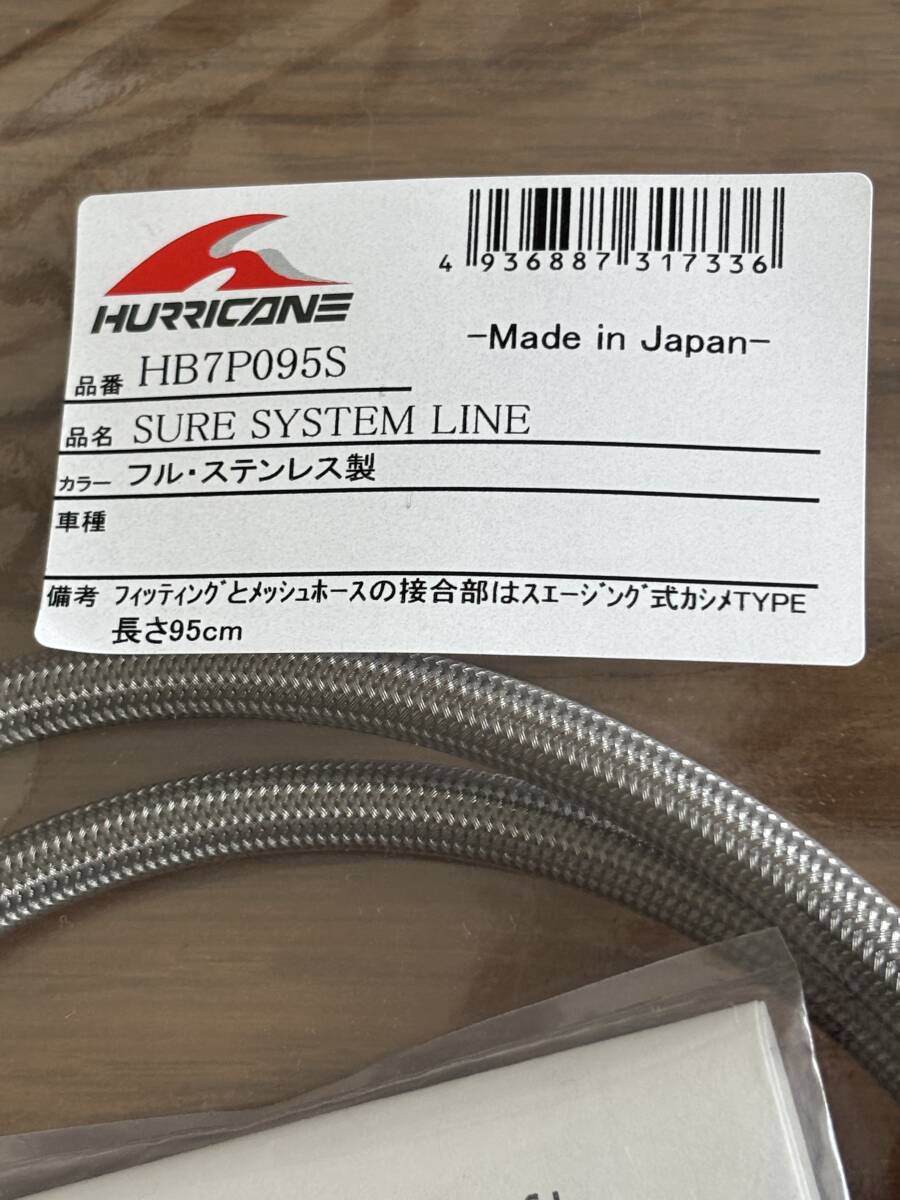 HURRICANE
4 936887 317336
-Made in Japan-
品番 HB7P095S
品名 SURE SYSTEM LINE
カラー フル・ステンレス製
車種
備考 ﾌｨｯﾃｨﾝｸﾞとﾒｯｼｭﾎｰｽの接合部はｽｴｰｼﾞﾝｸﾞ式ｶｼﾒTYPE
長さ95cm